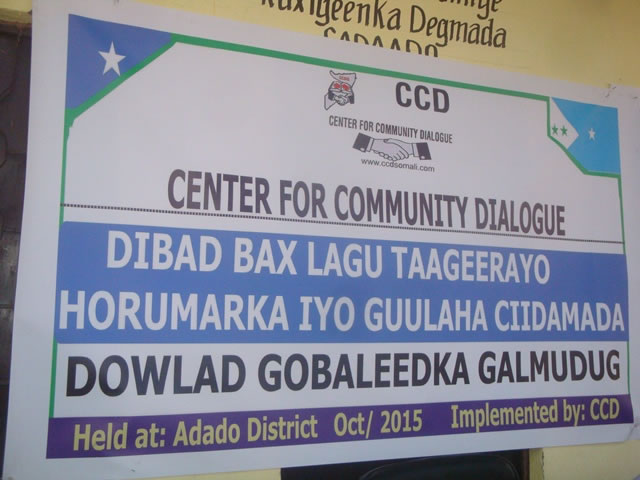 Degmada
CCD
CENTER FOR COMMUNITY DIALOGUE
www.ccdsomali.com
CENTER FOR COMMUNITY DIALOGUE
DIBAD BAX LAGU TAAGEERAYO
HORUMARKA IYO GUULAHA CIIDAMADA
DOWLAD GOBALEEDKA GALMUDUG
Held at: Adado District Oct/ 2015 Implemented by: CCD